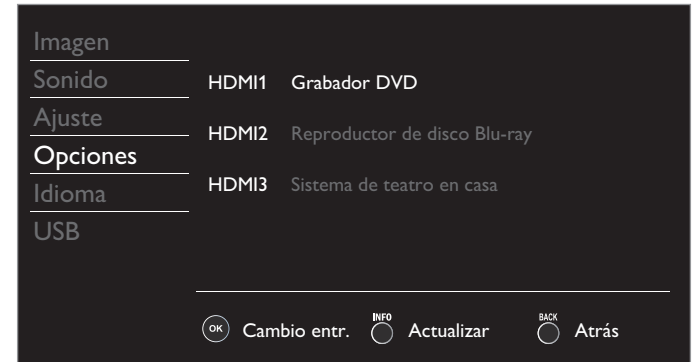 Imagen
Sonido
Ajuste
Opciones
Idioma
USB
HDMI1 Grabador DVD
HDMI2 Reproductor de disco Blu-ray
HDMI3 Sistema de teatro en casa
OK Cambio entr. INFO Actualizar BACK Atrás